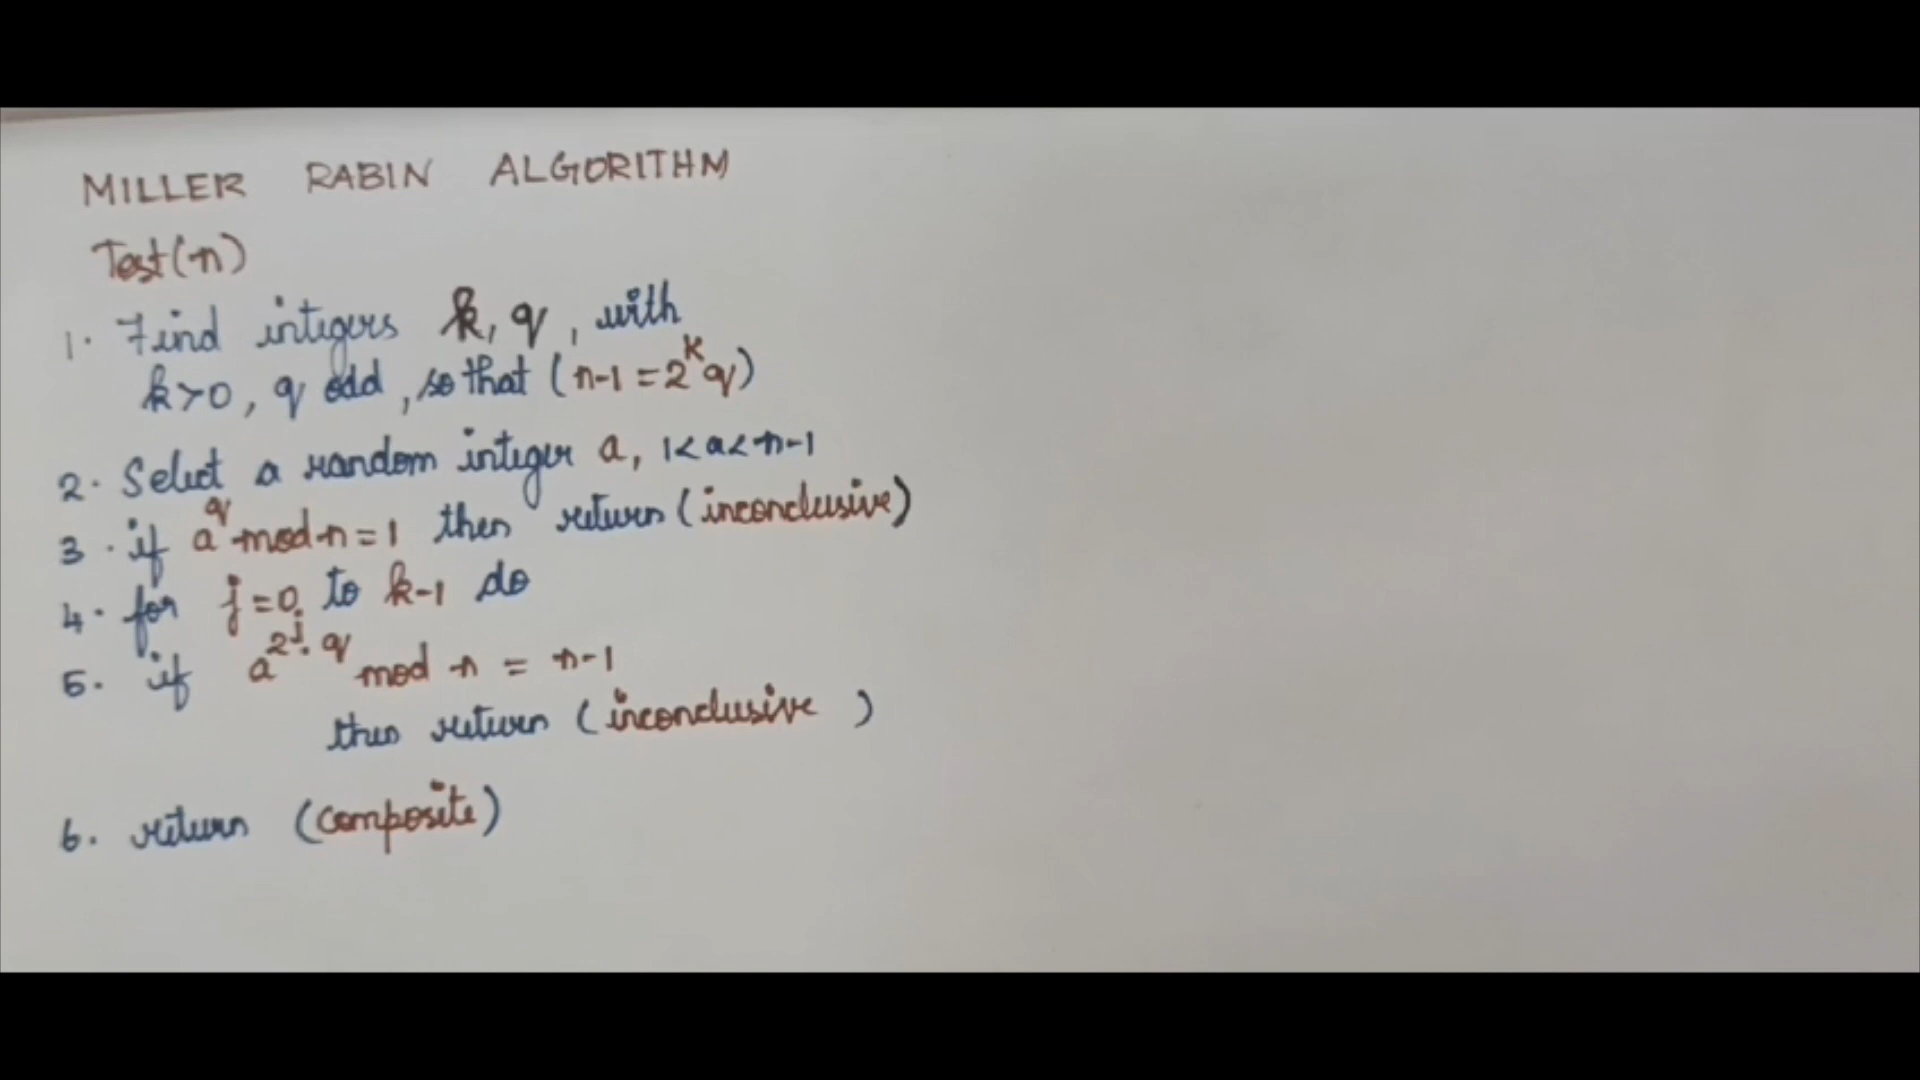 MILLER RABIN ALGORITHM
Test(n)
1. Find integers k, q, with
k>0, q odd, so that (n-1=2^k q)
2. Select a random integer a, 1<a<n-1
3. if a^q mod n = 1 then return (inconclusive)
4. for j=0 to k-1 do
5. if a^2^j.q mod n = n-1
then return (inconclusive)
6. return (composite)